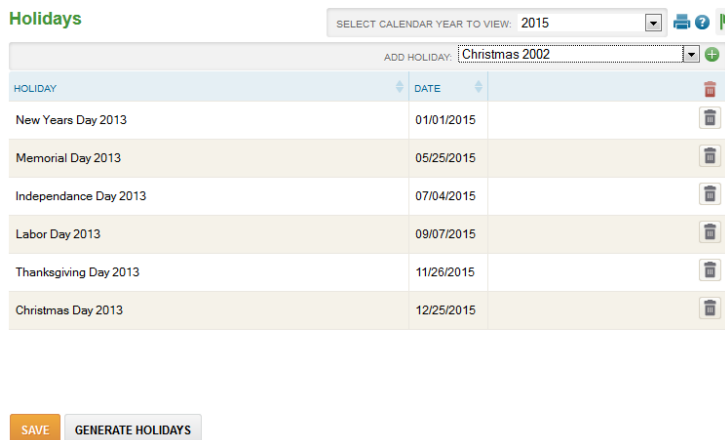 Holidays
SELECT CALENDAR YEAR TO VIEW: 2015
ADD HOLIDAY: Christmas 2002
HOLIDAY DATE
New Years Day 2013 01/01/2015
Memorial Day 2013 05/25/2015
Independance Day 2013 07/04/2015
Labor Day 2013 09/07/2015
Thanksgiving Day 2013 11/26/2015
Christmas Day 2013 12/25/2015
SAVE GENERATE HOLIDAYS